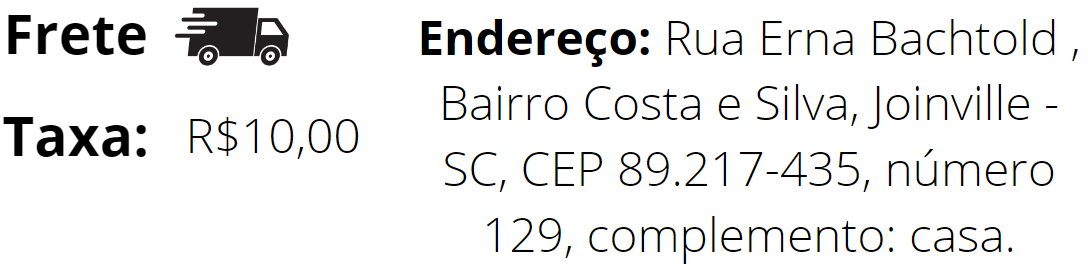 Frete
Taxa: R$10,00
Endereço: Rua Erna Bachtold ,
Bairro Costa e Silva, Joinville -
SC, CEP 89.217-435, número
129, complemento: casa.